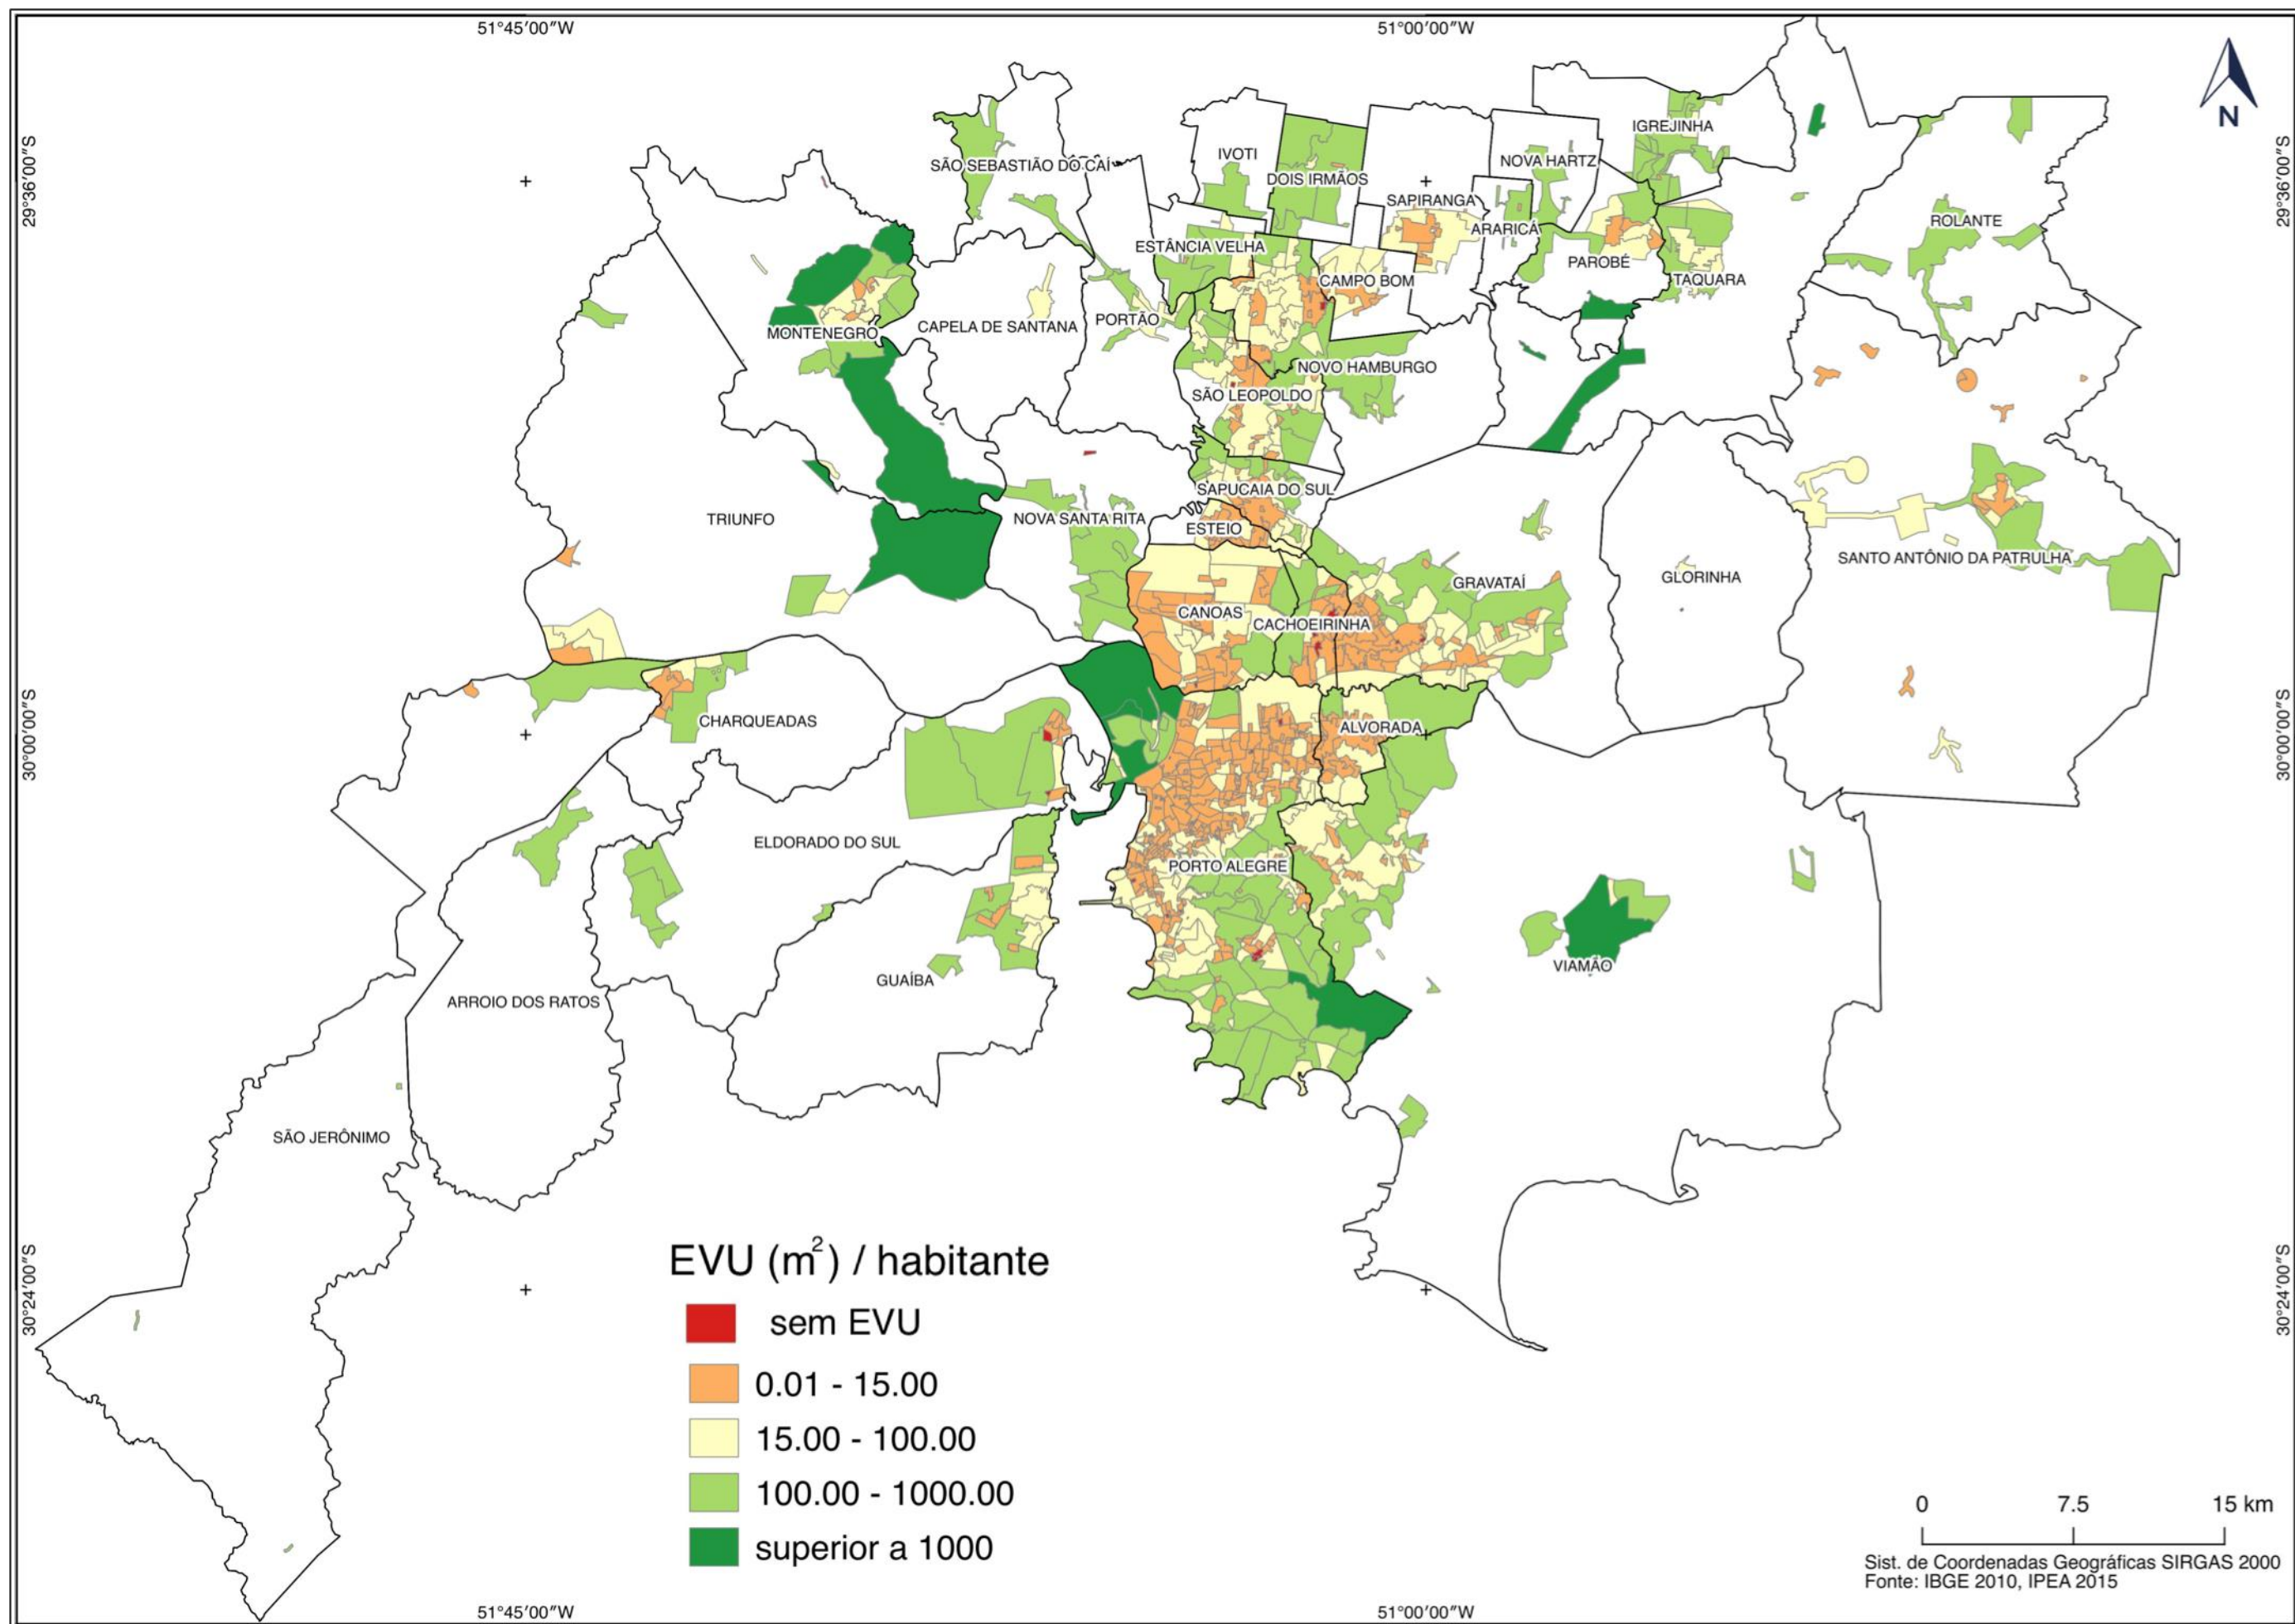 51°45'00"W
51°00'00"W
29°36'00"S
29°36'00"S
N
IGREJINHA
IVOTI
NOVA HARTZ
SÃO SEBASTIÃO DO CAÍ
DOIS IRMÃOS
SAPIRANGA
ROLANTE
ARARICÁ
ESTÂNCIA VELHA
PAROBÉ
CAMPO BOM
TAQUARA
PORTÃO
CAPELA DE SANTANA
MONTENEGRO
NOVO HAMBURGO
SÃO LEOPOLDO
SAPUCAIA DO SUL
TRIUNFO
NOVA SANTA RITA
ESTEIO
SANTO ANTÔNIO DA PATRULHA
GLORINHA
GRAVATAÍ
CANOAS
CACHOEIRINHA
30°00'00"S
30°00'00"S
CHARQUEADAS
ALVORADA
ELDORADO DO SUL
PORTO ALEGRE
VIAMÃO
GUAÍBA
ARROIO DOS RATOS
SÃO JERÔNIMO
30°24'00"S
30°24'00"S
EVU (m²) / habitante
sem EVU
0.01 - 15.00
15.00 - 100.00
100.00 - 1000.00
superior a 1000
0 7.5 15 km
Sist. de Coordenadas Geográficas SIRGAS 2000
Fonte: IBGE 2010, IPEA 2015
51°45'00"W
51°00'00"W